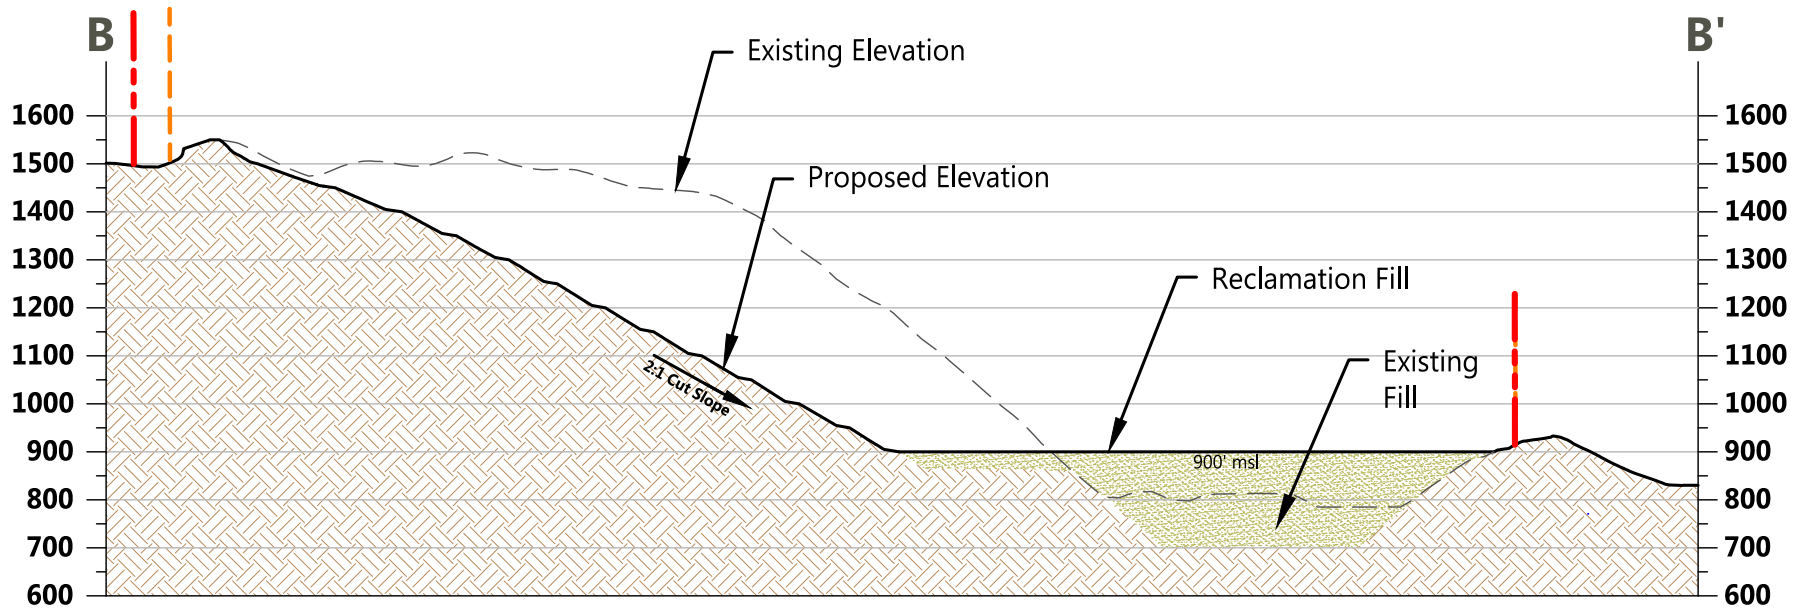 B
B'
Existing Elevation
1600
1600
1500
1500
Proposed Elevation
1400
1400
1300
1300
Reclamation Fill
1200
1200
1100
1100
2:1 Cut Slope
Existing
Fill
1000
1000
900
900
900' msl
800
800
700
700
600
600